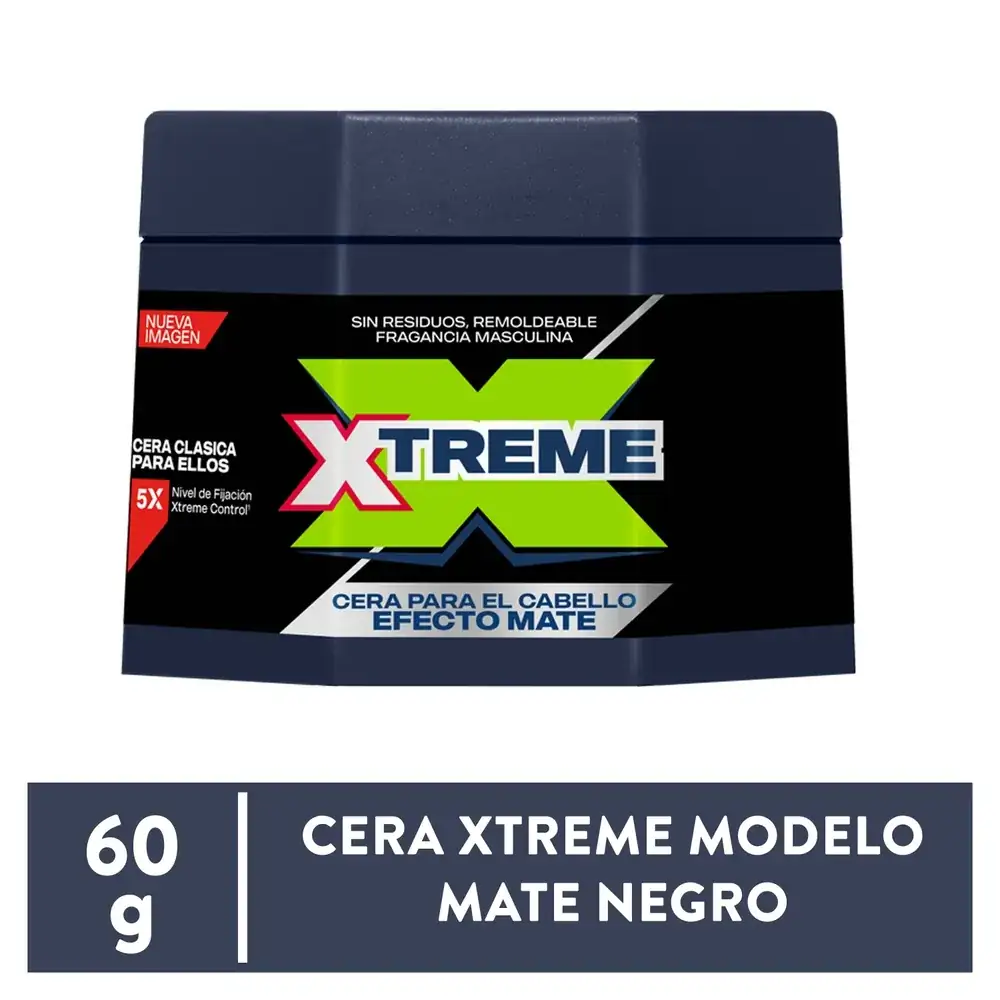 NUEVA
IMAGEN
SIN RESIDUOS, REMOLDEABLE
FRAGANCIA MASCULINA
XTREME
CERA CLASICA
PARA ELLOS
5X Nivel de Fijación
Xtreme Control¹
CERA PARA EL CABELLO
EFECTO MATE
60
g
CERA XTREME MODELO
MATE NEGRO